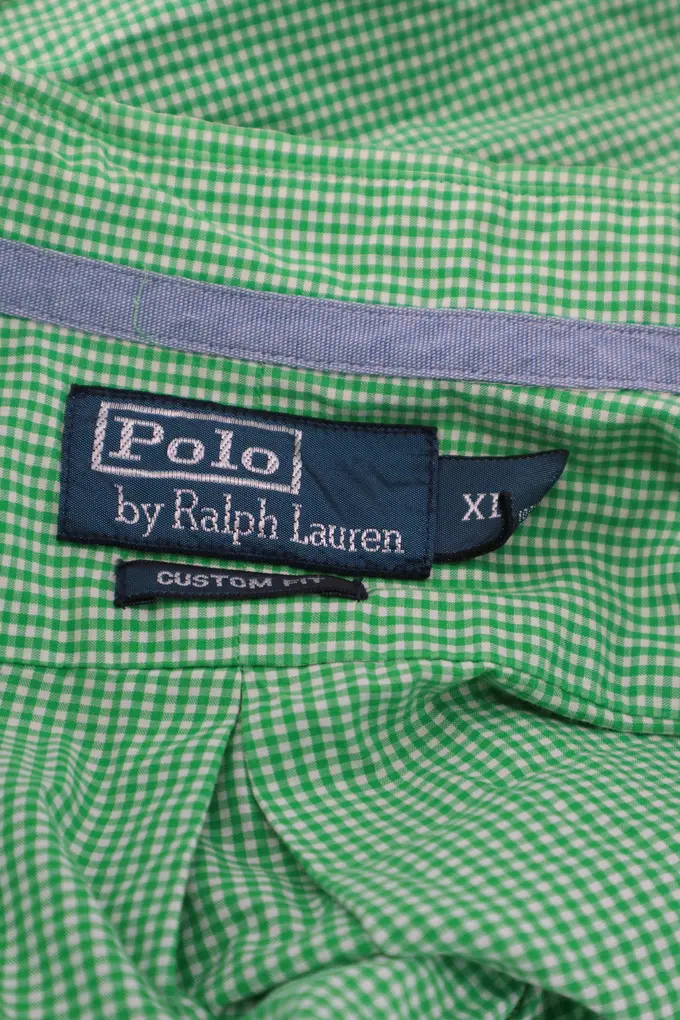 Polo
by Ralph Lauren
XL
CUSTOM FIT